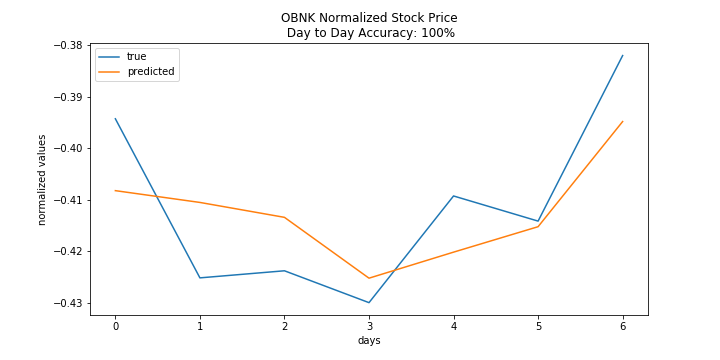 OBNK Normalized Stock Price
Day to Day Accuracy: 100%
true
predicted
−0.38
−0.39
−0.40
−0.41
−0.42
−0.43
normalized values
0 1 2 3 4 5 6
days